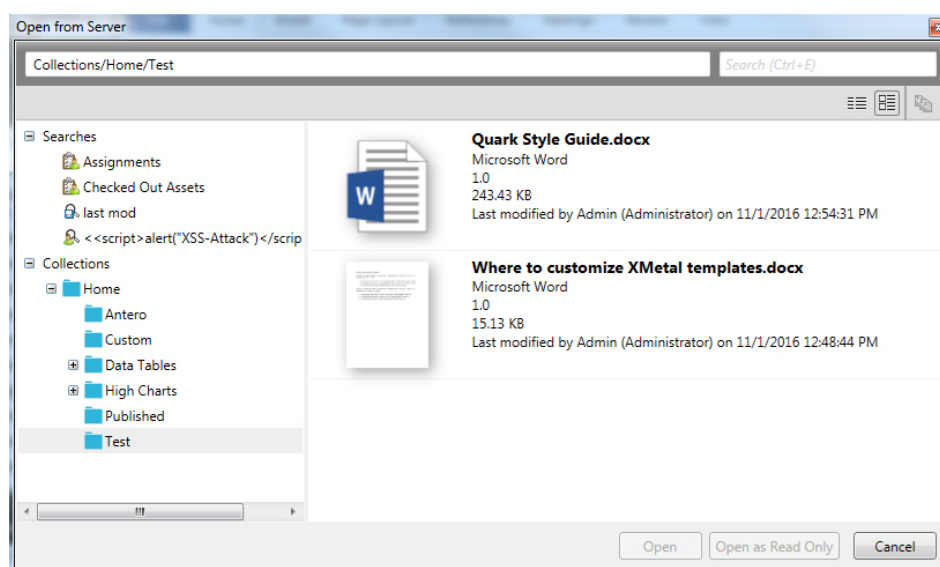 Open from Server
Collections/Home/Test
Search (Ctrl+E)
Searches
Assignments
Checked Out Assets
last mod
<<script>alert("XSS-Attack")</scrip
Collections
Home
Antero
Custom
Data Tables
High Charts
Published
Test
Quark Style Guide.docx
Microsoft Word
1.0
243.43 KB
Last modified by Admin (Administrator) on 11/1/2016 12:54:31 PM
W
Where to customize XMetal templates.docx
Microsoft Word
1.0
15.13 KB
Last modified by Admin (Administrator) on 11/1/2016 12:48:44 PM
Open
Open as Read Only
Cancel